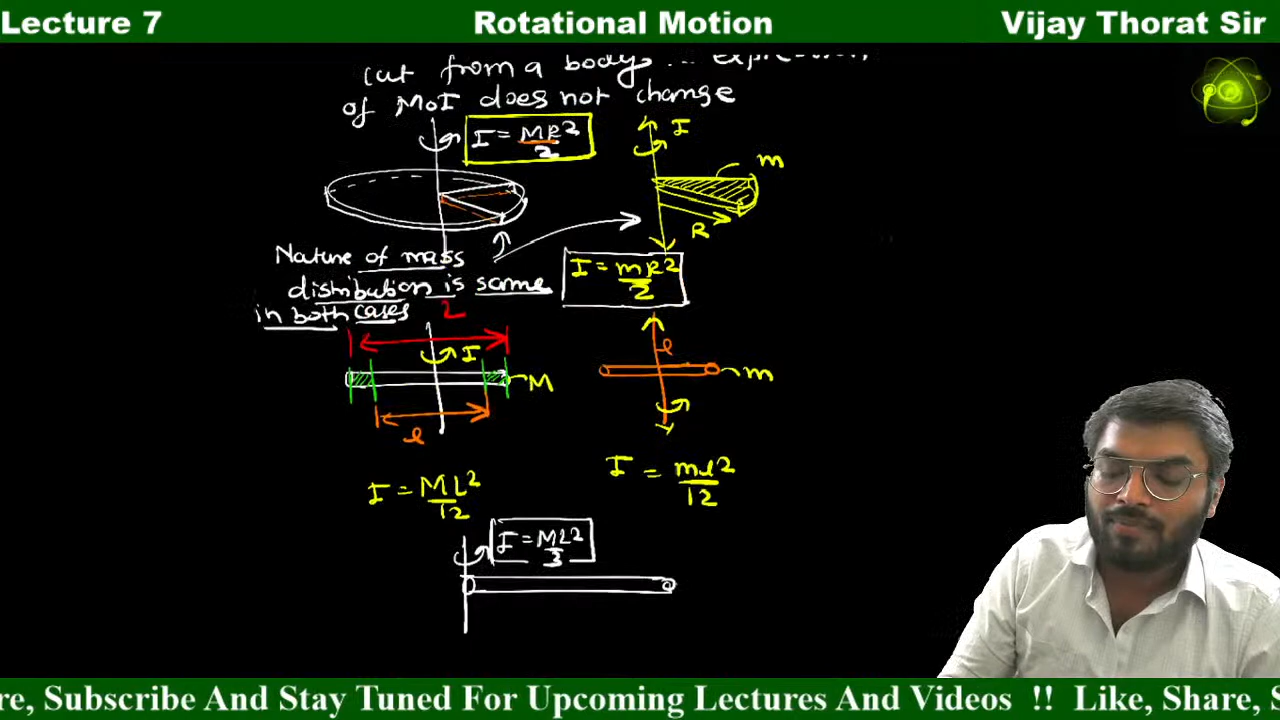 Lecture 7
Rotational Motion
Vijay Thorat Sir
cut from a body ... expression
of MoI does not change
I = MR²/2
I
m
R
Nature of mass
distribution is same
in both cases
I = mR²/2
L
I
M
l
l
m
I = ML²/12
I = ml²/12
I = ML²/3
re, Subscribe And Stay Tuned For Upcoming Lectures And Videos !! Like, Share, S